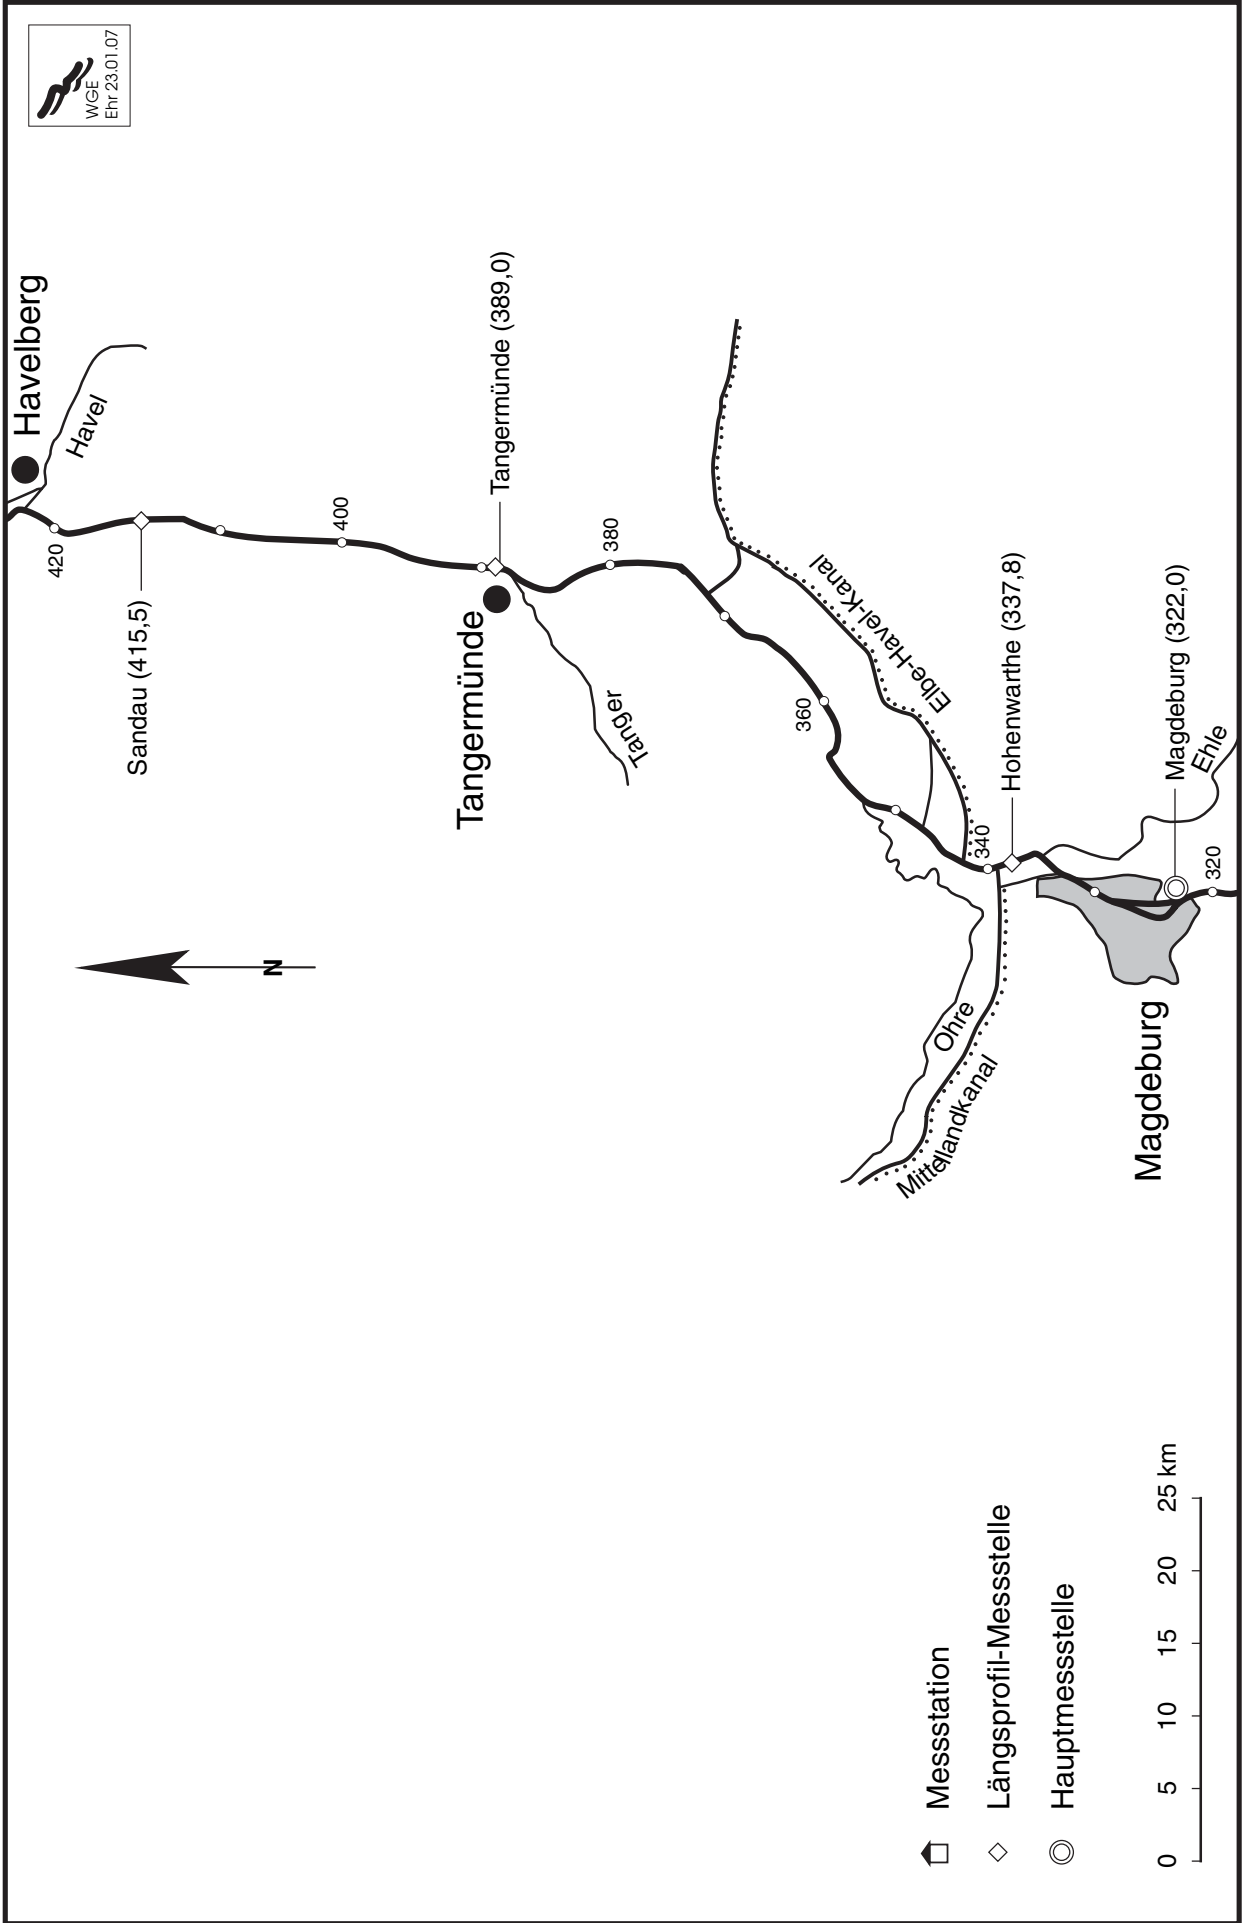 WGE
Ehr 23.01.07
Havelberg
Havel
420
Sandau (415,5)
400
Tangermünde (389,0)
Tangermünde
Tanger
380
360
Elbe-Havel-Kanal
340
Hohenwarthe (337,8)
Magdeburg (322,0)
Ehle
320
N
Ohre
Mittellandkanal
Magdeburg
Messstation
Längsprofil-Messstelle
Hauptmessstelle
0 5 10 15 20 25 km